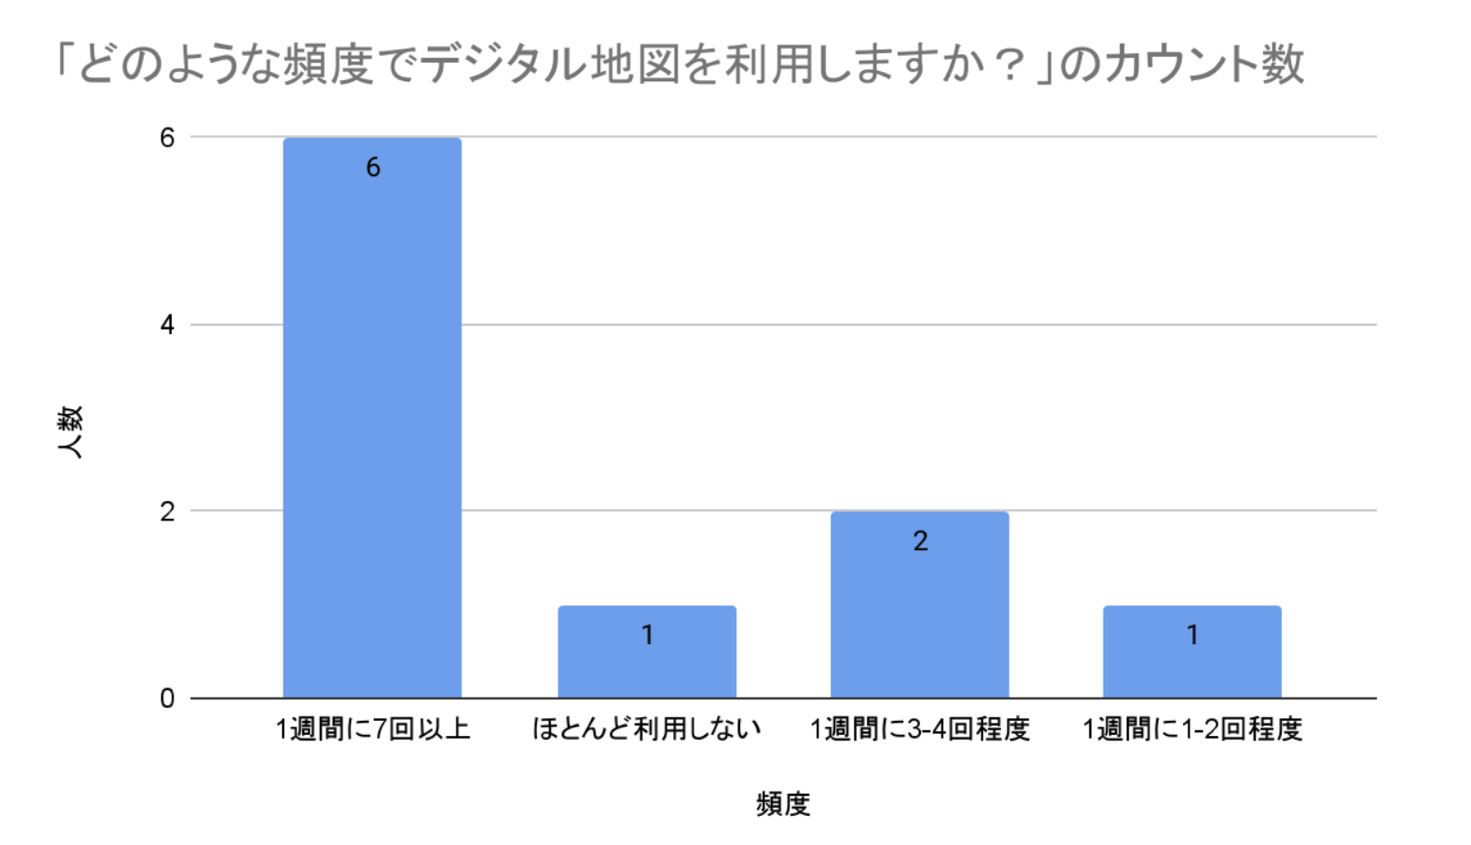 「どのような頻度でデジタル地図を利用しますか？」のカウント数
6
4
2
0
人数
6
1
2
1
1週間に7回以上
ほとんど利用しない
1週間に3-4回程度
1週間に1-2回程度
頻度